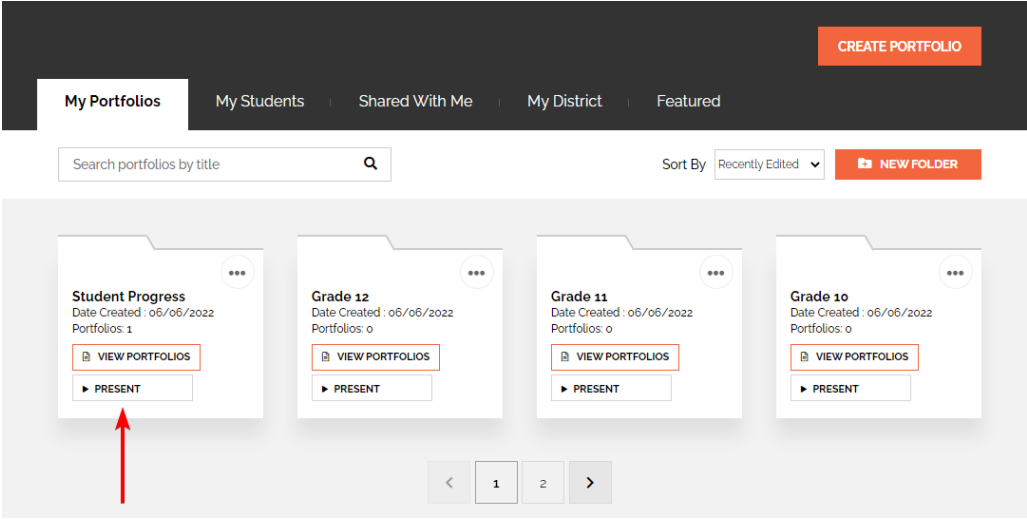 CREATE PORTFOLIO
My Portfolios My Students Shared With Me My District Featured
Search portfolios by title Sort By Recently Edited NEW FOLDER
Student Progress
Date Created : 06/06/2022
Portfolios: 1
VIEW PORTFOLIOS
PRESENT
Grade 12
Date Created : 06/06/2022
Portfolios: 0
VIEW PORTFOLIOS
PRESENT
Grade 11
Date Created : 06/06/2022
Portfolios: 0
VIEW PORTFOLIOS
PRESENT
Grade 10
Date Created : 06/06/2022
Portfolios: 0
VIEW PORTFOLIOS
PRESENT
1 2